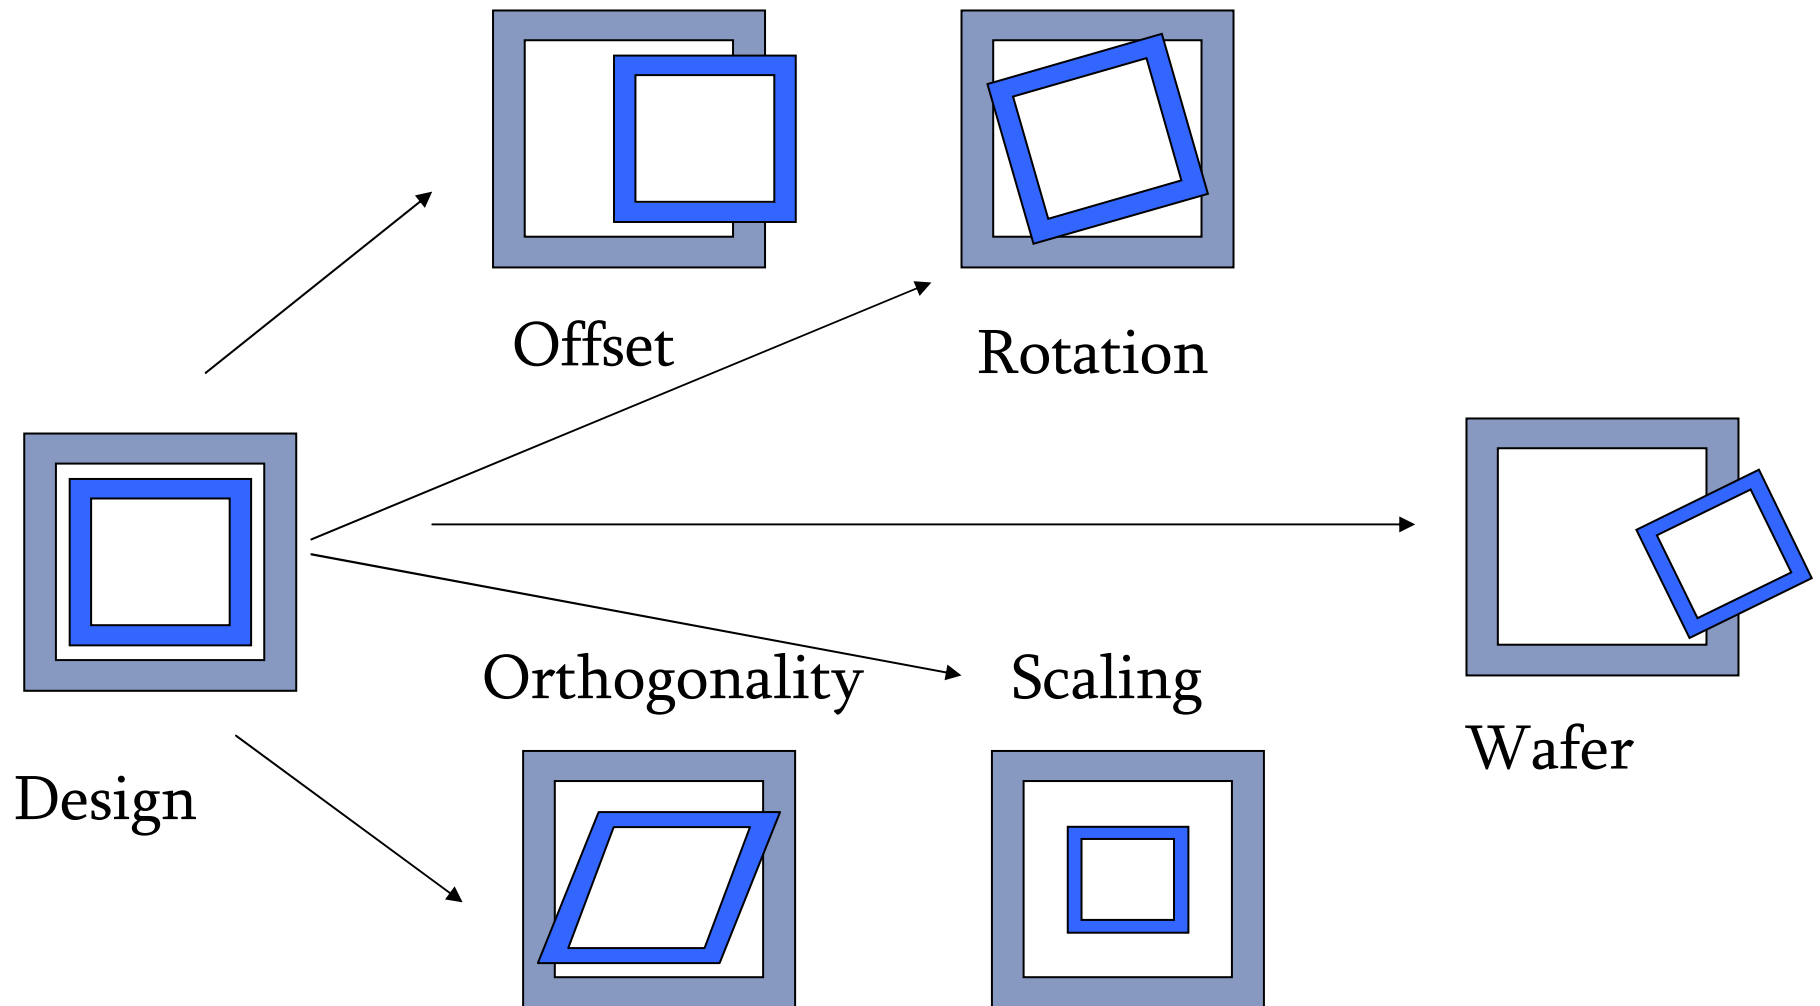 Offset
Rotation
Orthogonality
Scaling
Wafer
Design